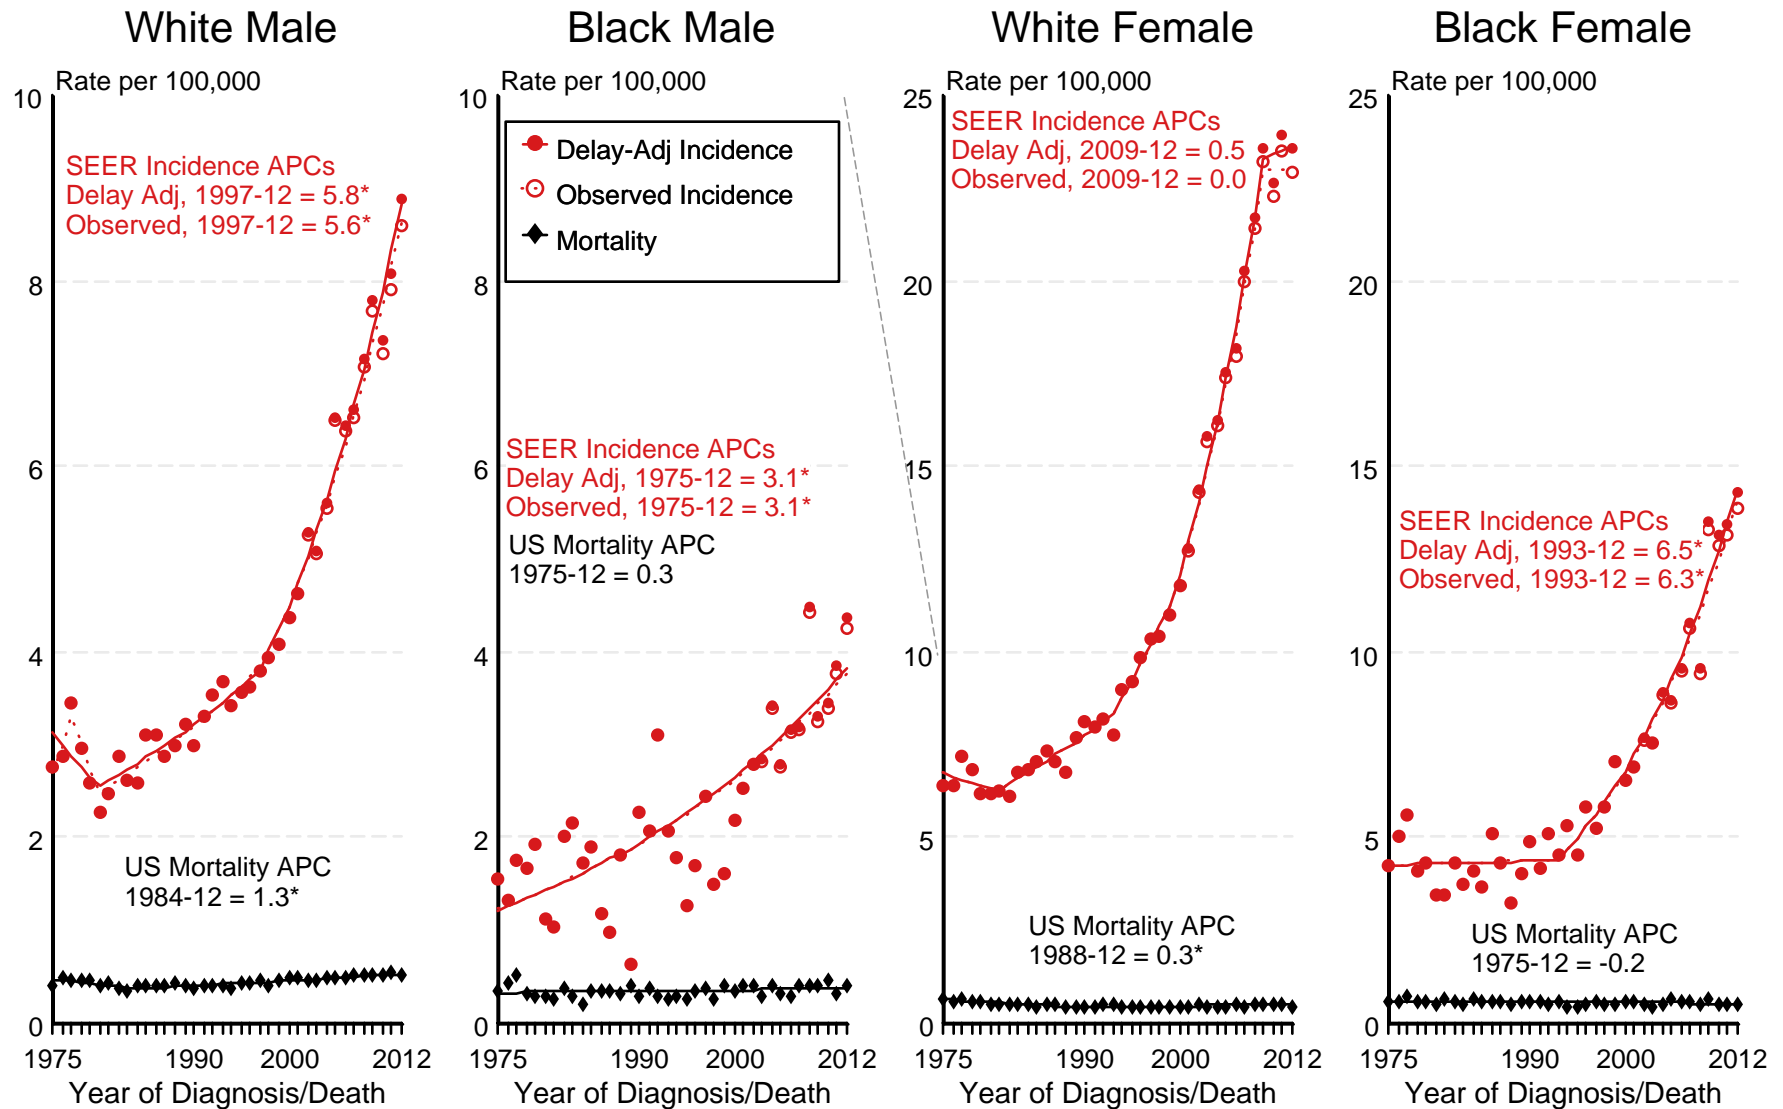 White Male
Rate per 100,000
10
8
6
4
2
0
SEER Incidence APCs
Delay Adj, 1997-12 = 5.8*
Observed, 1997-12 = 5.6*
US Mortality APC
1984-12 = 1.3*
1975 1990 2000 2012
Year of Diagnosis/Death
Black Male
Rate per 100,000
10
8
6
4
2
0
Delay-Adj Incidence
Observed Incidence
Mortality
SEER Incidence APCs
Delay Adj, 1975-12 = 3.1*
Observed, 1975-12 = 3.1*
US Mortality APC
1975-12 = 0.3
1975 1990 2000 2012
Year of Diagnosis/Death
White Female
Rate per 100,000
25
20
15
10
5
0
SEER Incidence APCs
Delay Adj, 2009-12 = 0.5
Observed, 2009-12 = 0.0
US Mortality APC
1988-12 = 0.3*
1975 1990 2000 2012
Year of Diagnosis/Death
Black Female
Rate per 100,000
25
20
15
10
5
0
SEER Incidence APCs
Delay Adj, 1993-12 = 6.5*
Observed, 1993-12 = 6.3*
US Mortality APC
1975-12 = -0.2
1975 1990 2000 2012
Year of Diagnosis/Death